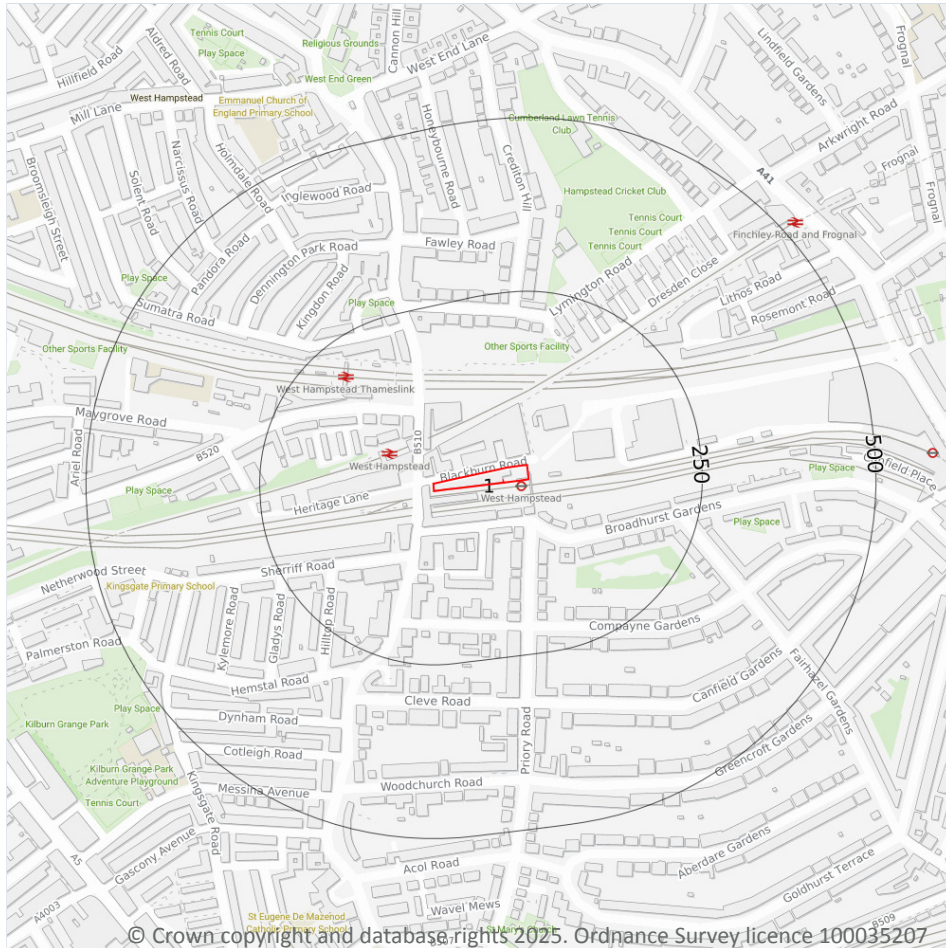 Tennis Court
Play Space
Religious Grounds
Cannon Hill
West End Lane
Lindfield Gardens
Frognal
Hillfield Road
Aldred Road
West End Green
West Hampstead
Mill Lane
Emmanuel Church of
England Primary School
Cumberland Lawn Tennis
Club
Arkwright Road
Honeybourne Road
Credlton Hill
Holmdale Road
Narcissus Road
Solent Road
Broomsleigh Street
A41
Frognal
Frognal
Inglewood Road
Hampstead Cricket Club
Tennis Court
Tennis Court
Tennis Court
Finchley Road and Frognal
Pandora Road
Dennington Park Road
Fawley Road
Kingdon Road
Play Space
Play Space
Sumatra Road
Lymington Road
Dresden Close
Lithos Road
Rosemont Road
Other Sports Facility
Other Sports Facility
West Hampstead Thameslink
Maygrove Road
Ariel Road
B520
B510
West Hampstead
Blackburn Road
1
West Hampstead
250
500
Play Space
Heritage Lane
Play Space
Broadhurst Gardens
Play Space
Netherwood Street
Sherriff Road
Kingsgate Primary School
Kylemore Road
Gladys Road
Hilltop Road
Palmerston Road
Compayne Gardens
Hemstal Road
Canfield Gardens
Fairhazel Gardens
Cleve Road
Play Space
Kilburn Grange Park
Dynham Road
Priory Road
Greencroft Gardens
Cotleigh Road
Kilburn Grange Park
Adventure Playground
Tennis Court
Messina Avenue
Woodchurch Road
Kingsgate Road
Gascony Avenue
A5
Acol Road
Aberdare Gardens
Goldhurst Terrace
Wavel Mews
A4003
St Eugene De Mazenod
Catholic Primary School
St Mary's Church
B509
© Crown copyright and database rights 2025. Ordnance Survey licence 100035207